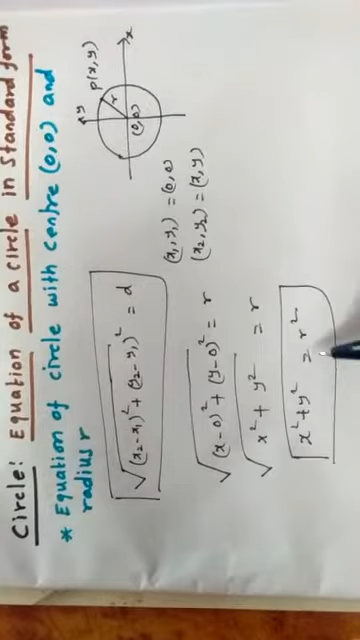 Circle: Equation of a circle in Standard form
* Equation of circle with centre (0,0) and
radius r
y
P(x,y)
r
x
(0,0)
(x₁,y₁) = (0,0)
(x₂,y₂) = (x,y)
√(x₂-x₁)² + (y₂-y₁)² = d
√(x-0)² + (y-0)² = r
√x² + y² = r
x²+y² = r²